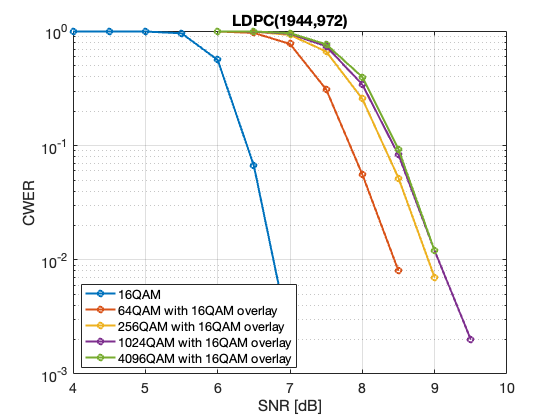 LDPC(1944,972)
10^0
10^-1
10^-2
10^-3
CWER
16QAM
64QAM with 16QAM overlay
256QAM with 16QAM overlay
1024QAM with 16QAM overlay
4096QAM with 16QAM overlay
4 5 6 7 8 9 10
SNR [dB]